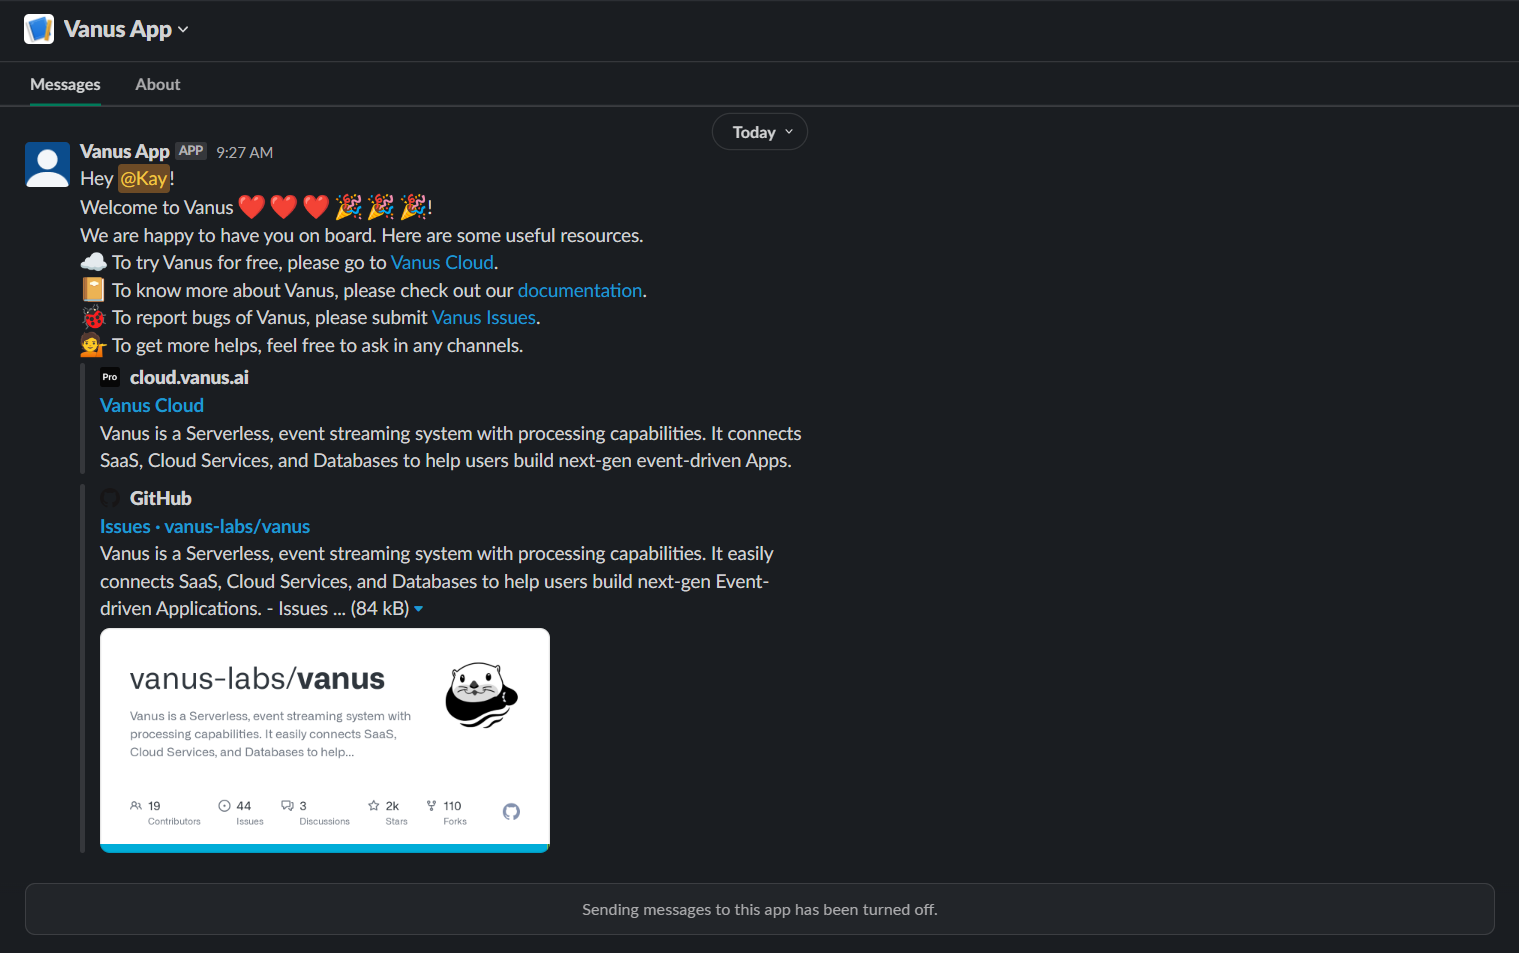 Vanus App
Messages About
Today
Vanus App APP 9:27 AM
Hey @Kay!
Welcome to Vanus ❤️ ❤️ ❤️ 🎉 🎉 🎉!
We are happy to have you on board. Here are some useful resources.
☁️ To try Vanus for free, please go to Vanus Cloud.
📔 To know more about Vanus, please check out our documentation.
🐞 To report bugs of Vanus, please submit Vanus Issues.
💁 To get more helps, feel free to ask in any channels.
Pro cloud.vanus.ai
Vanus Cloud
Vanus is a Serverless, event streaming system with processing capabilities. It connects
SaaS, Cloud Services, and Databases to help users build next-gen event-driven Apps.
GitHub
Issues · vanus-labs/vanus
Vanus is a Serverless, event streaming system with processing capabilities. It easily
connects SaaS, Cloud Services, and Databases to help users build next-gen Event-
driven Applications. - Issues ... (84 kB)
vanus-labs/vanus
Vanus is a Serverless, event streaming system with
processing capabilities. It easily connects SaaS,
Cloud Services, and Databases to help...
19 44 3 2k 110
Contributors Issues Discussions Stars Forks
Sending messages to this app has been turned off.